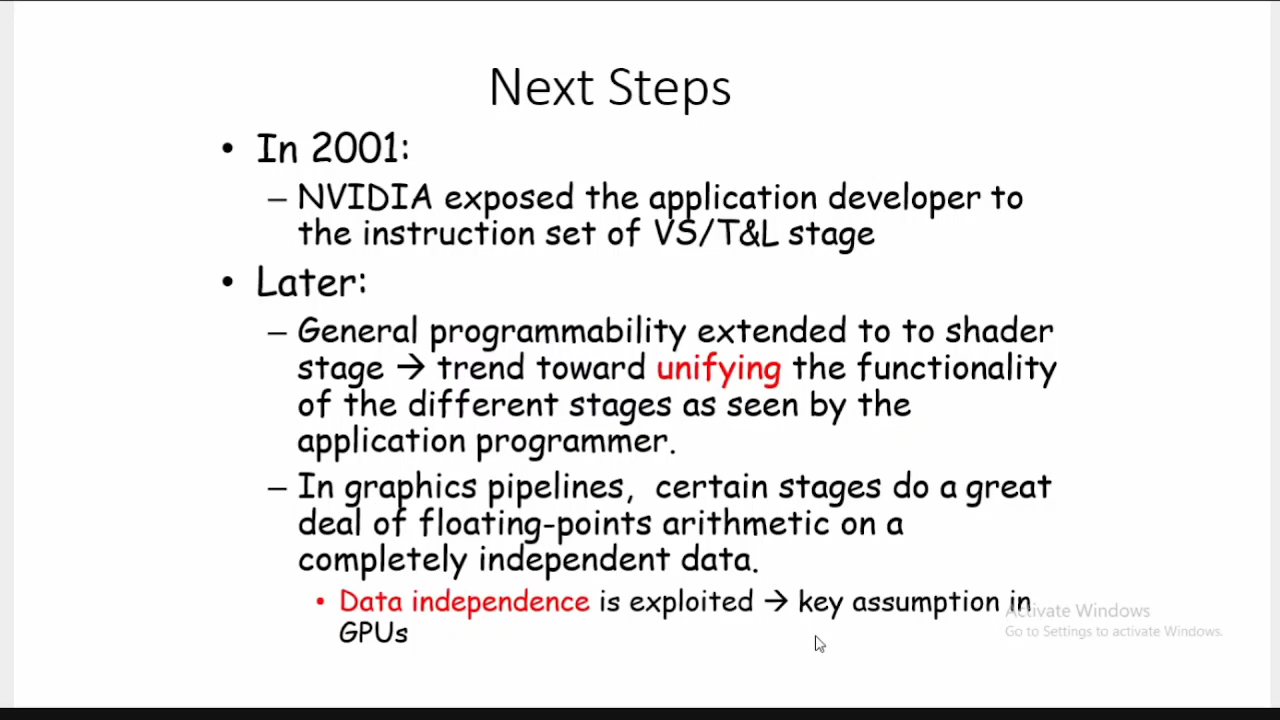 Next Steps
• In 2001:
– NVIDIA exposed the application developer to
the instruction set of VS/T&L stage
• Later:
– General programmability extended to to shader
stage → trend toward unifying the functionality
of the different stages as seen by the
application programmer.
– In graphics pipelines, certain stages do a great
deal of floating-points arithmetic on a
completely independent data.
• Data independence is exploited → key assumption in
GPUs
Activate Windows
Go to Settings to activate Windows.